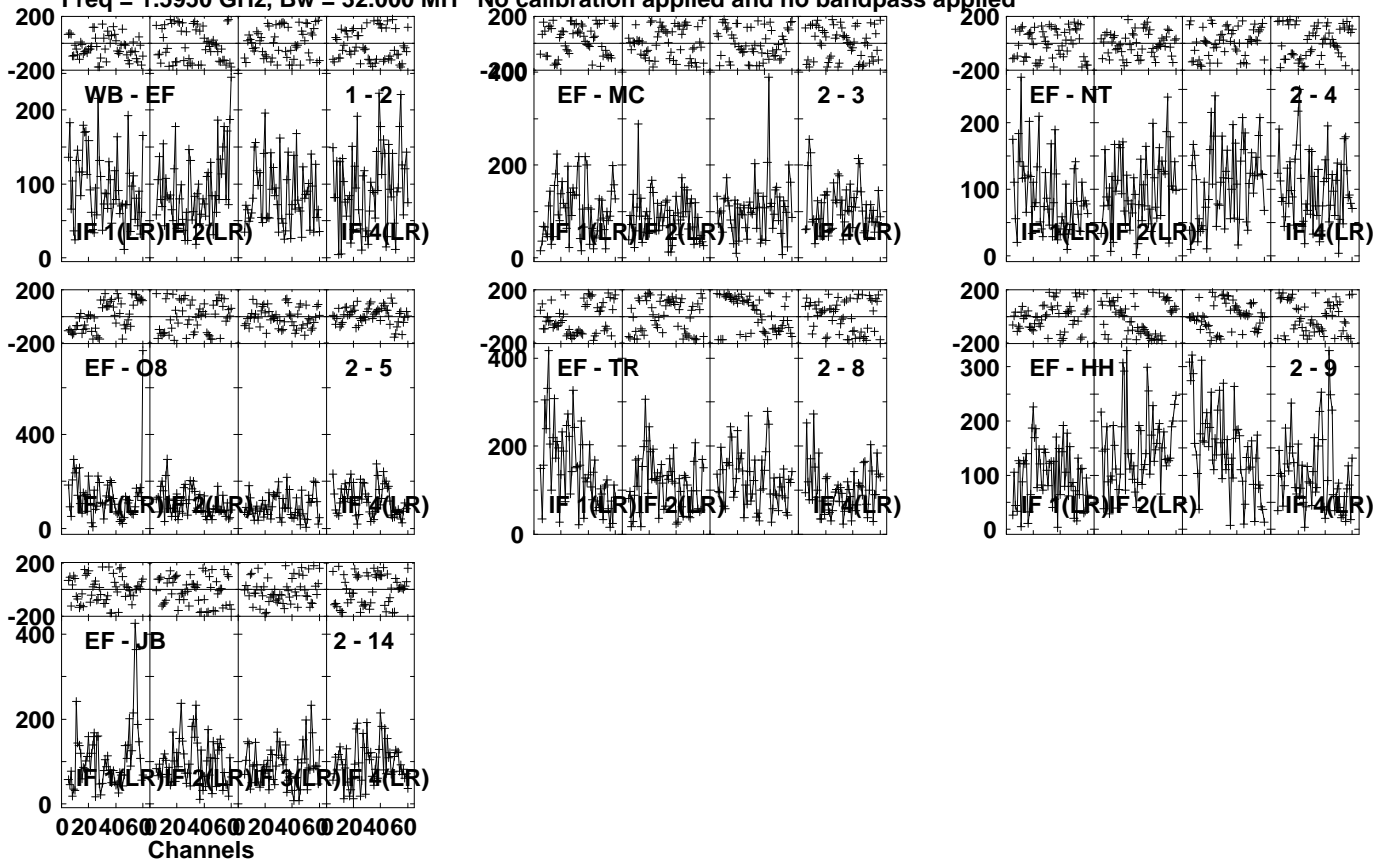 Freq = 1.5950 GHz, Bw = 32.000 MH No calibration applied and no bandpass applied
200
-200
200
100
0
WB - EF
1 - 2
IF 1(LR)
IF 2(LR)
IF 4(LR)
200
-200
400
200
0
EF - MC
2 - 3
IF 1(LR)
IF 2(LR)
IF 4(LR)
200
-200
200
100
0
EF - NT
2 - 4
IF 1(LR)
IF 2(LR)
IF 4(LR)
200
-200
400
0
EF - O8
2 - 5
IF 1(LR)
IF 2(LR)
IF 4(LR)
200
-200
400
200
0
EF - TR
2 - 8
IF 1(LR)
IF 2(LR)
IF 4(LR)
200
-200
300
200
100
0
EF - HH
2 - 9
IF 1(LR)
IF 2(LR)
IF 4(LR)
200
-200
400
200
0
EF - JB
2 - 14
IF 1(LR)
IF 2(LR)
IF 3(LR)
IF 4(LR)
0 20 40 60 0 20 40 60 0 20 40 60 0 20 40 60
Channels